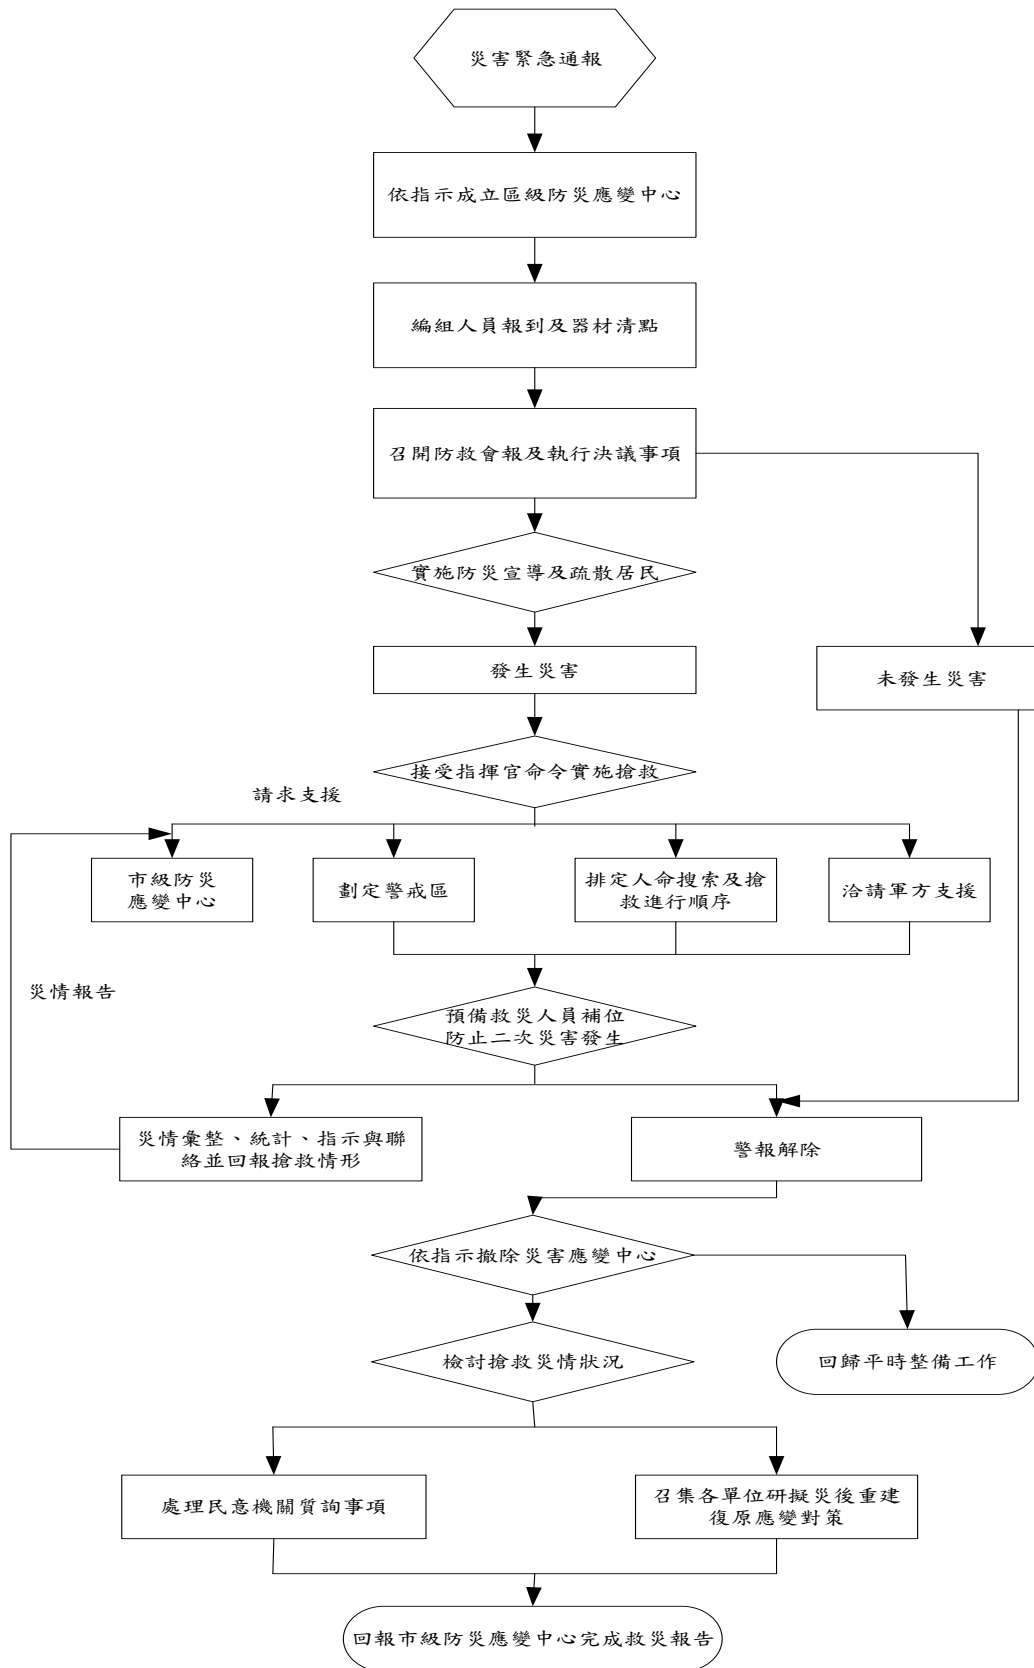 災害緊急通報
依指示成立區級防災應變中心
編組人員報到及器材清點
召開防救會報及執行決議事項
實施防災宣導及疏散居民
發生災害
未發生災害
接受指揮官命令實施搶救
請求支援
市級防災
應變中心
劃定警戒區
排定人命搜索及搶
救進行順序
洽請軍方支援
災情報告
預備救災人員補位
防止二次災害發生
災情彙整、統計、指示與聯
絡並回報搶救情形
警報解除
依指示撤除災害應變中心
檢討搶救災情狀況
回歸平時整備工作
處理民意機關質詢事項
召集各單位研擬災後重建
復原應變對策
回報市級防災應變中心完成救災報告